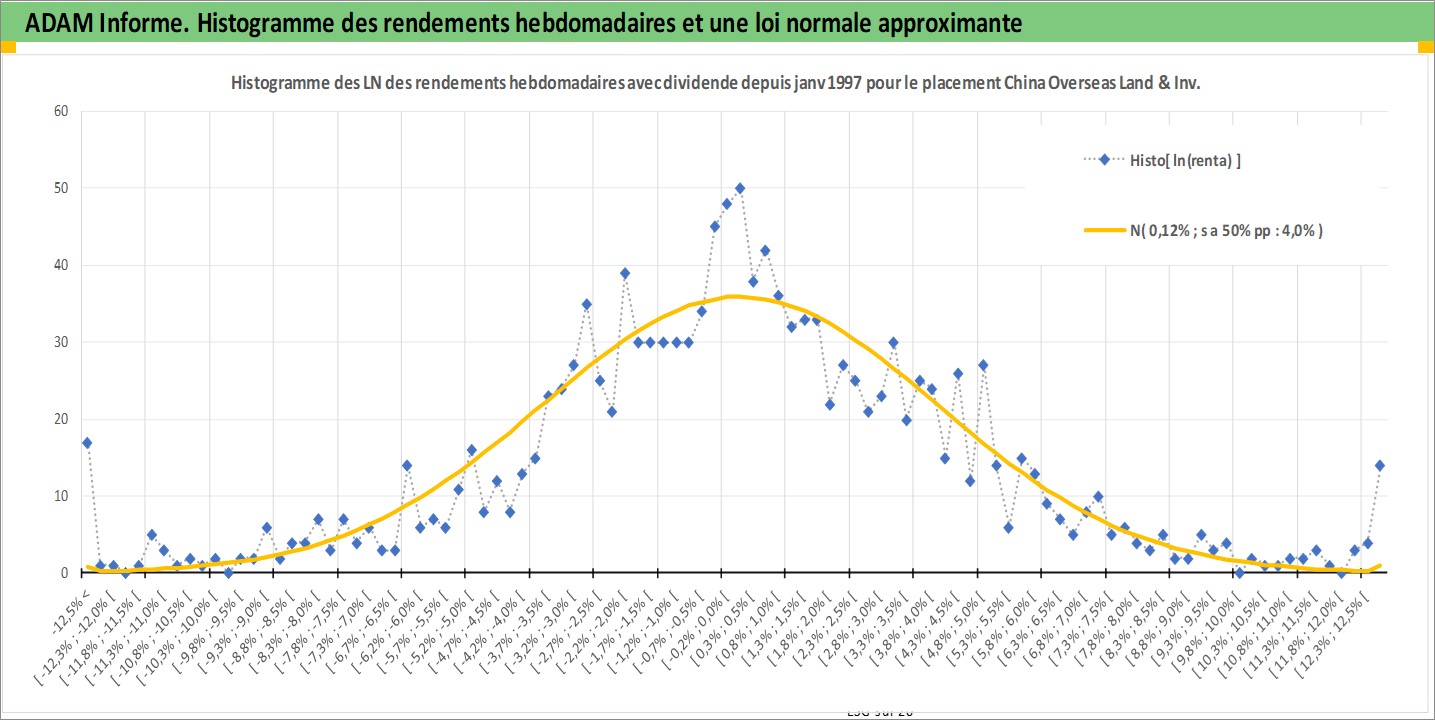 ADAM Informe. Histogramme des rendements hebdomadaires et une loi normale approximante
Histogramme des LN des rendements hebdomadaires avec dividende depuis janv 1997 pour le placement China Overseas Land & Inv.
60
50
40
30
20
10
0
Histo[ ln(renta) ]
N( 0,12% ; s a 50% pp : 4,0% )
-12,5% <
[ -12,3% ; -12,0% [
[ -11,8% ; -11,5% [
[ -11,3% ; -11,0% [
[ -10,8% ; -10,5% [
[ -10,3% ; -10,0% [
[ -9,8% ; -9,5% [
[ -9,3% ; -9,0% [
[ -8,8% ; -8,5% [
[ -8,3% ; -8,0% [
[ -7,8% ; -7,5% [
[ -7,3% ; -7,0% [
[ -6,7% ; -6,5% [
[ -6,2% ; -6,0% [
[ -5,7% ; -5,5% [
[ -5,2% ; -5,0% [
[ -4,7% ; -4,5% [
[ -4,2% ; -4,0% [
[ -3,7% ; -3,5% [
[ -3,2% ; -3,0% [
[ -2,7% ; -2,5% [
[ -2,2% ; -2,0% [
[ -1,7% ; -1,5% [
[ -1,2% ; -1,0% [
[ -0,7% ; -0,5% [
[ -0,2% ; 0,0% [
[ 0,3% ; 0,5% [
[ 0,8% ; 1,0% [
[ 1,3% ; 1,5% [
[ 1,8% ; 2,0% [
[ 2,3% ; 2,5% [
[ 2,8% ; 3,0% [
[ 3,3% ; 3,5% [
[ 3,8% ; 4,0% [
[ 4,3% ; 4,5% [
[ 4,8% ; 5,0% [
[ 5,3% ; 5,5% [
[ 5,8% ; 6,0% [
[ 6,3% ; 6,5% [
[ 6,8% ; 7,0% [
[ 7,3% ; 7,5% [
[ 7,8% ; 8,0% [
[ 8,3% ; 8,5% [
[ 8,8% ; 9,0% [
[ 9,3% ; 9,5% [
[ 9,8% ; 10,0% [
[ 10,3% ; 10,5% [
[ 10,8% ; 11,0% [
[ 11,3% ; 11,5% [
[ 11,8% ; 12,0% [
[ 12,3% ; 12,5% [